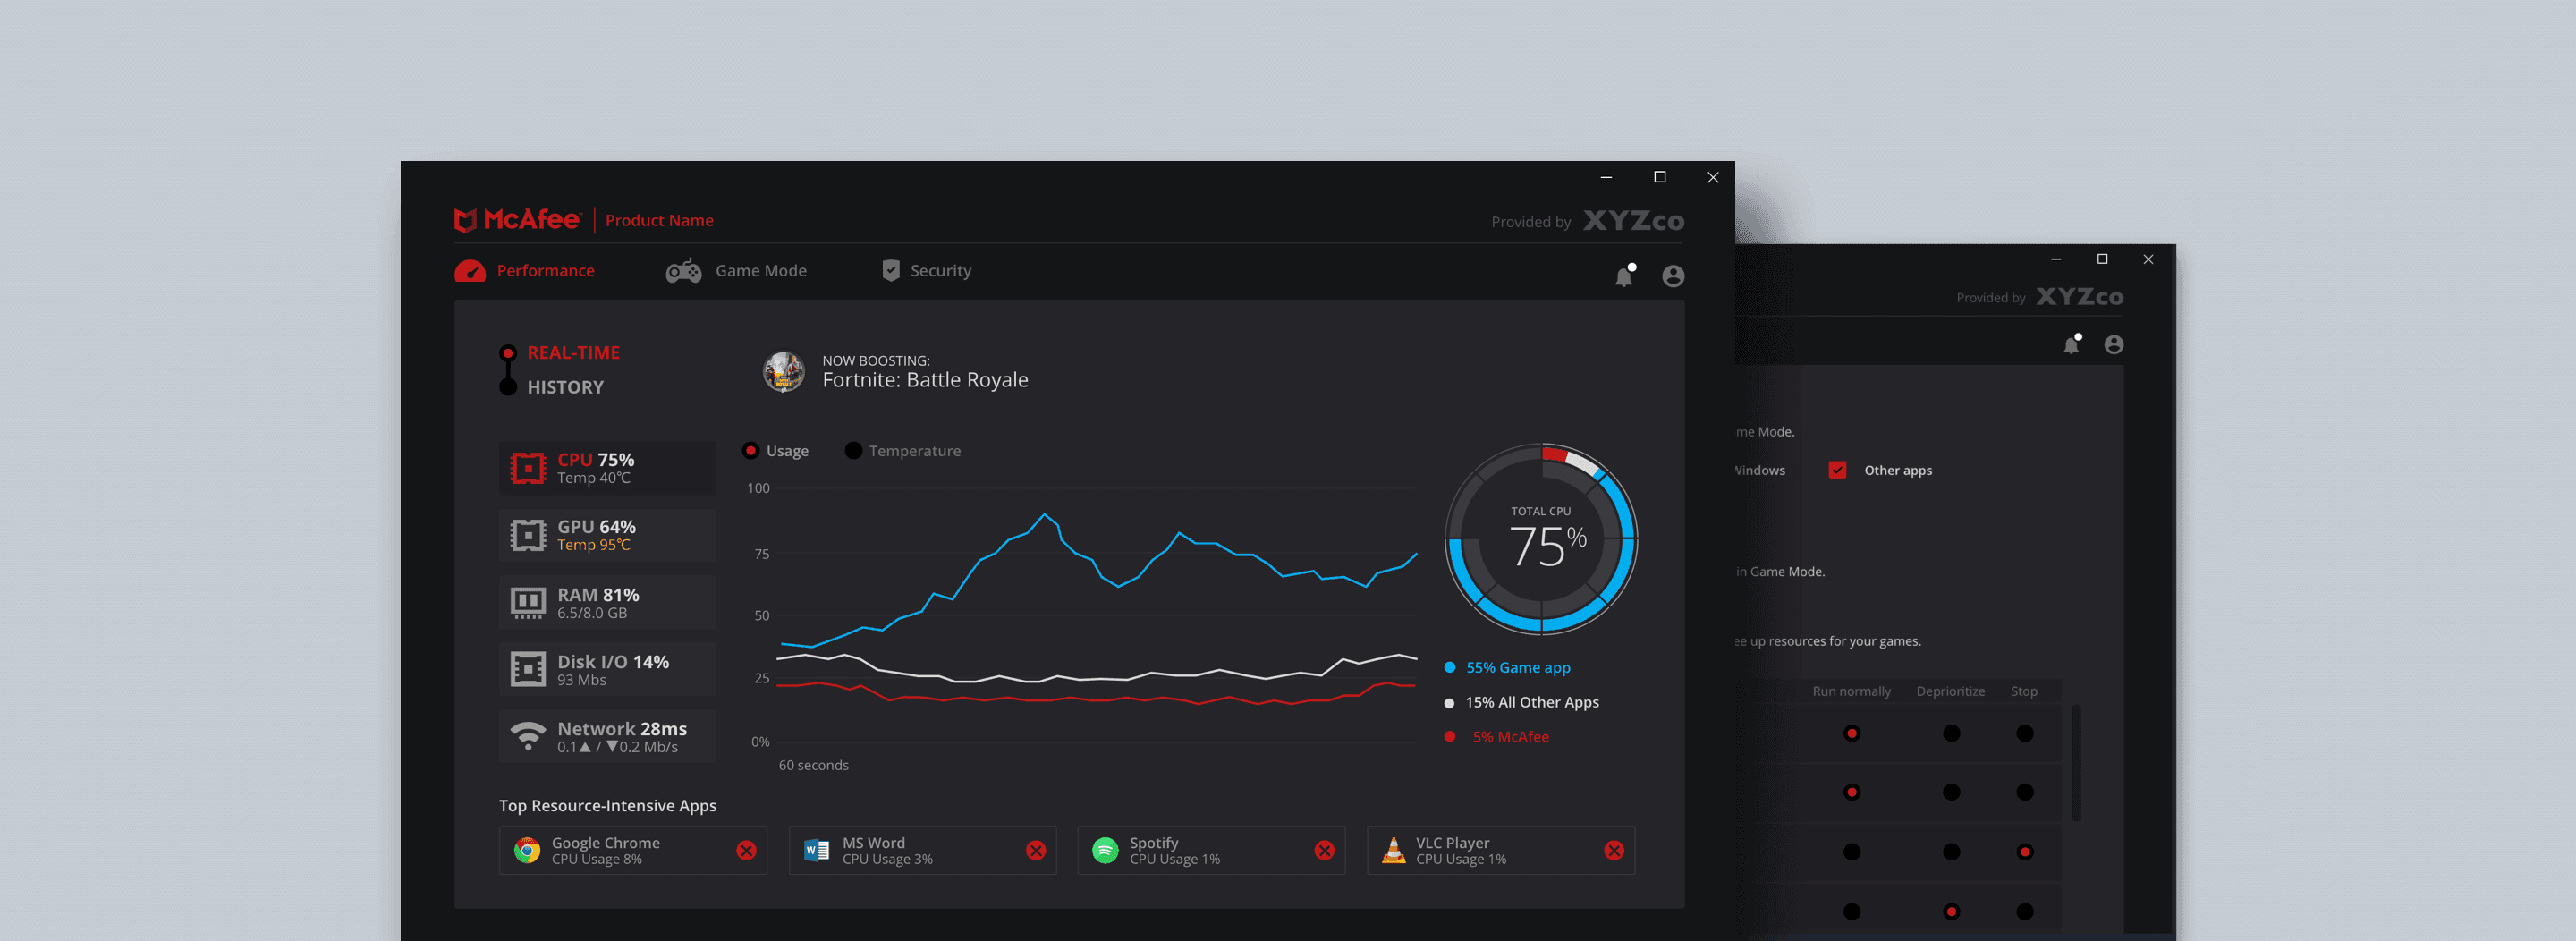 McAfee™ | Product Name
Provided by XYZco
Performance
Game Mode
Security
REAL-TIME
HISTORY
NOW BOOSTING:
Fortnite: Battle Royale
CPU 75%
Temp 40℃
GPU 64%
Temp 95℃
RAM 81%
6.5/8.0 GB
Disk I/O 14%
93 Mbs
Network 28ms
0.1▲ / ▼0.2 Mb/s
Usage
Temperature
100
75
50
25
0%
60 seconds
TOTAL CPU
75%
55% Game app
15% All Other Apps
5% McAfee
Top Resource-Intensive Apps
Google Chrome
CPU Usage 8%
MS Word
CPU Usage 3%
Spotify
CPU Usage 1%
VLC Player
CPU Usage 1%
Provided by XYZco
Mode.
Windows
Other apps
in Game Mode.
up resources for your games.
Run normally
Deprioritize
Stop